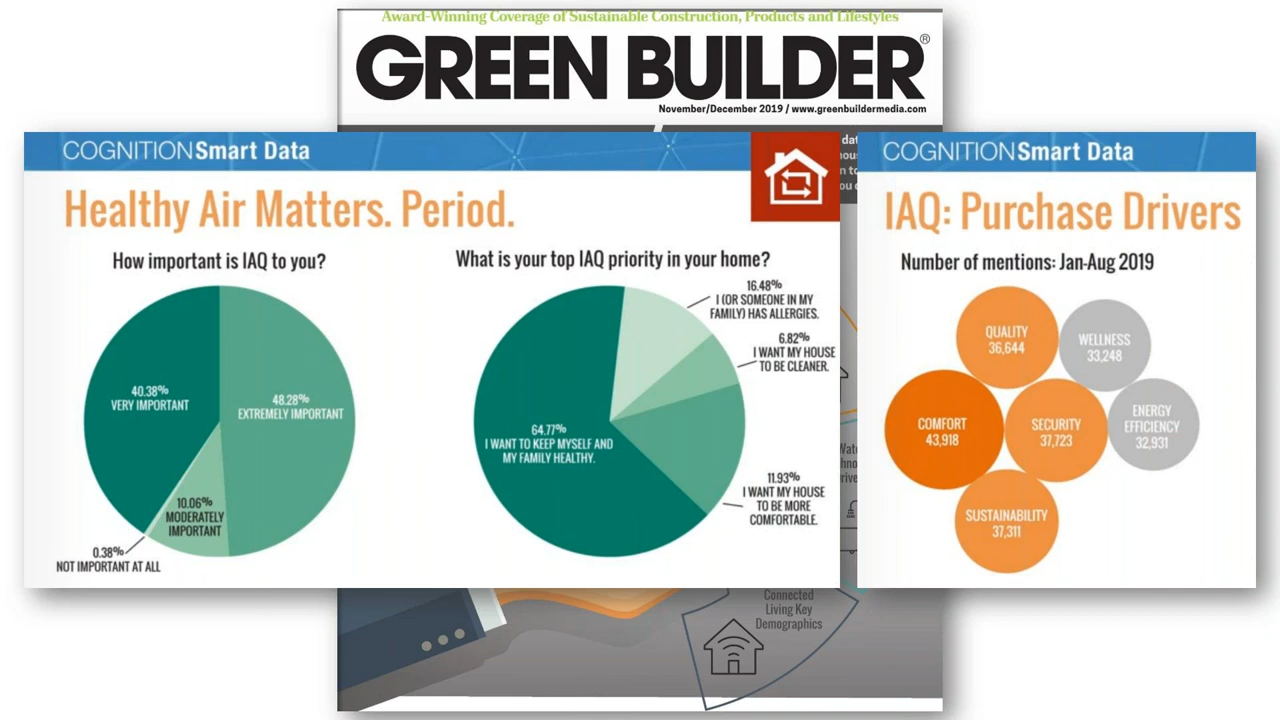 Award-Winning Coverage of Sustainable Construction, Products and Lifestyles
GREEN BUILDER®
November/December 2019 / www.greenbuildermedia.com
COGNITION Smart Data
Healthy Air Matters. Period.
How important is IAQ to you?
40.38%
VERY IMPORTANT
48.28%
EXTREMELY IMPORTANT
10.06%
MODERATELY
IMPORTANT
0.38%
NOT IMPORTANT AT ALL
What is your top IAQ priority in your home?
16.48%
I (OR SOMEONE IN MY
FAMILY) HAS ALLERGIES.
6.82%
I WANT MY HOUSE
TO BE CLEANER.
64.77%
I WANT TO KEEP MYSELF AND
MY FAMILY HEALTHY.
11.93%
I WANT MY HOUSE
TO BE MORE
COMFORTABLE.
COGNITION Smart Data
IAQ: Purchase Drivers
Number of mentions: Jan-Aug 2019
QUALITY
36,644
WELLNESS
33,248
COMFORT
43,918
SECURITY
37,723
ENERGY
EFFICIENCY
32,931
SUSTAINABILITY
37,311
Connected
Living Key
Demographics